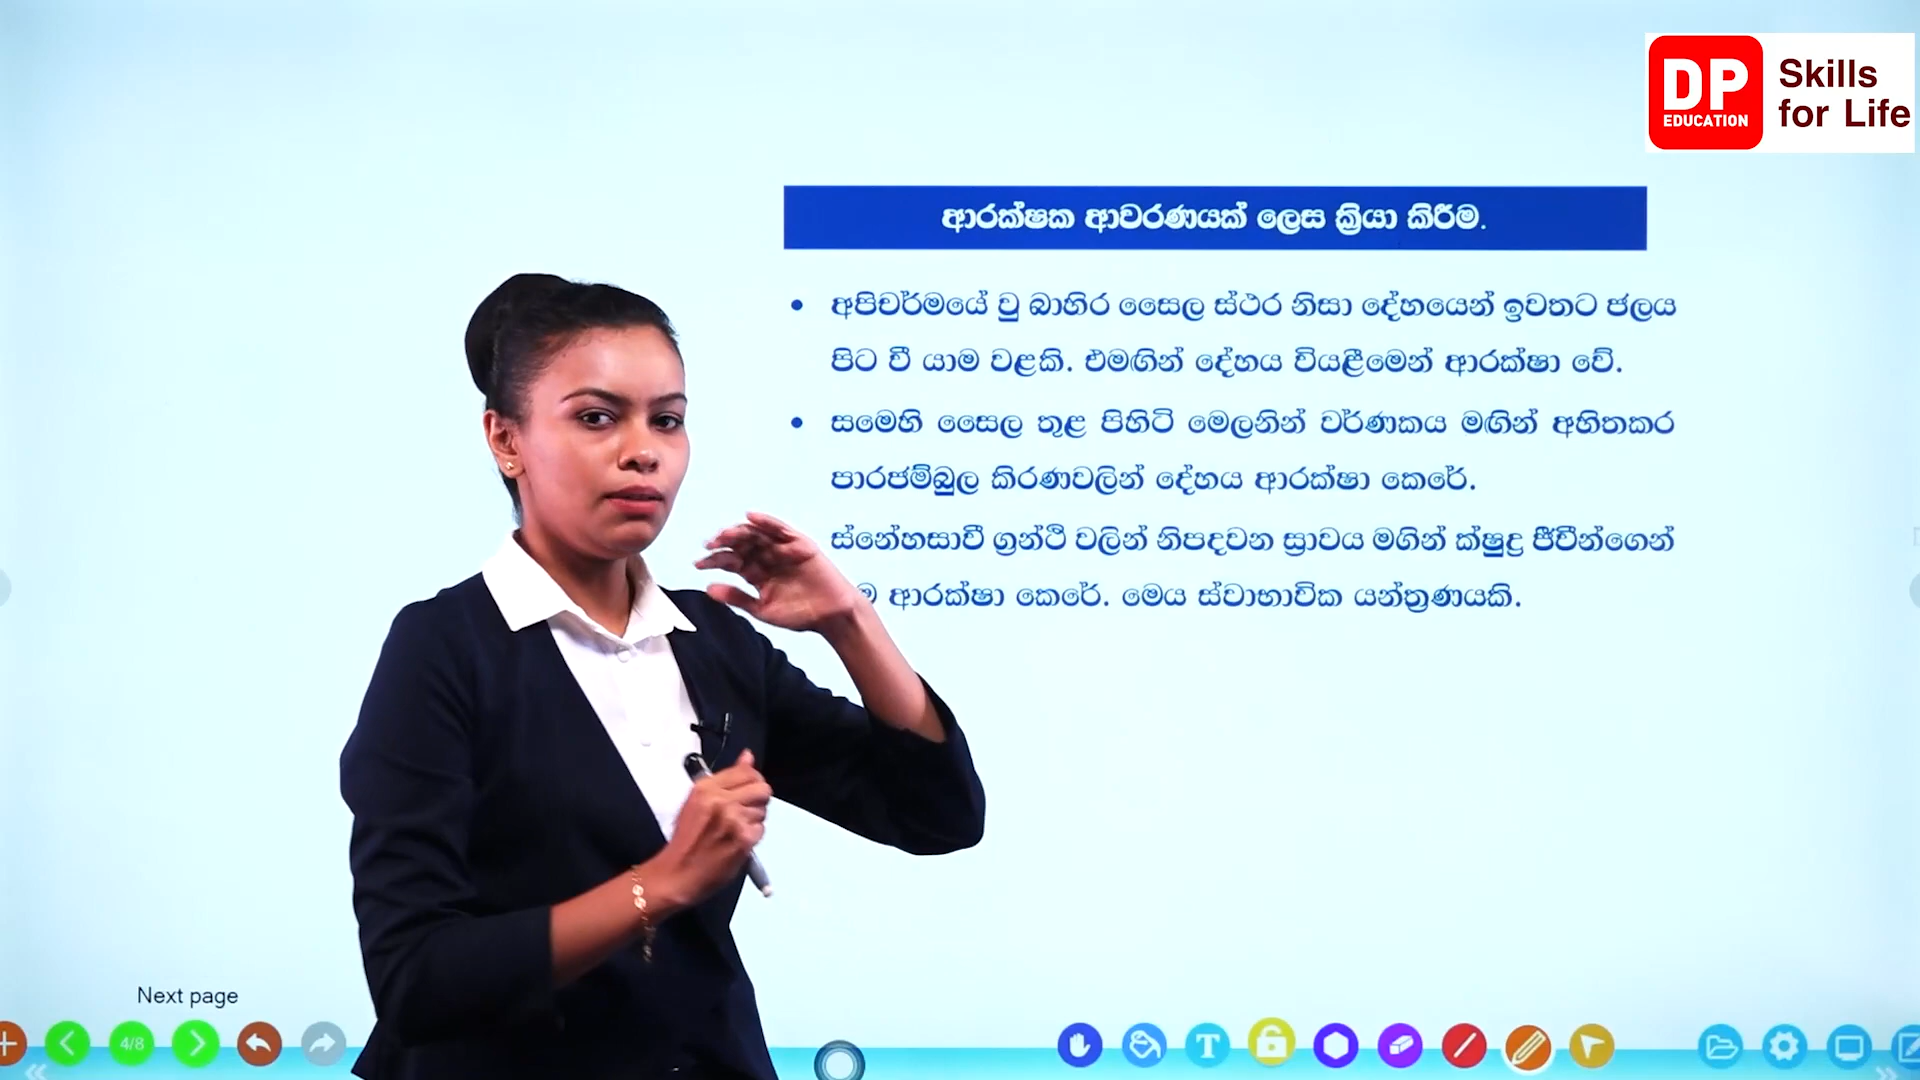 DP
EDUCATION
Skills
for Life
ආරක්ෂක ආවරණයක් ලෙස ක්‍රියා කිරීම.
• අපිචර්මයේ වු බාහිර සෛල ස්ථර නිසා දේහයෙන් ඉවතට ජලය
පිට වී යාම වළකි. එමඟින් දේහය වියළීමෙන් ආරක්ෂා වේ.
• සමෙහි සෛල තුළ පිහිටි මෙලනින් වර්ණකය මඟින් අහිතකර
පාරජම්බුල කිරණවලින් දේහය ආරක්ෂා කෙරේ.
ස්නේහසාවී ග්‍රන්ථි වලින් නිපදවන ස්‍රාවය මගින් ක්ෂුද්‍ර ජීවීන්ගෙන්
ආරක්ෂා කෙරේ. මෙය ස්වාභාවික යන්ත්‍රණයකි.
Next page
4/8
T